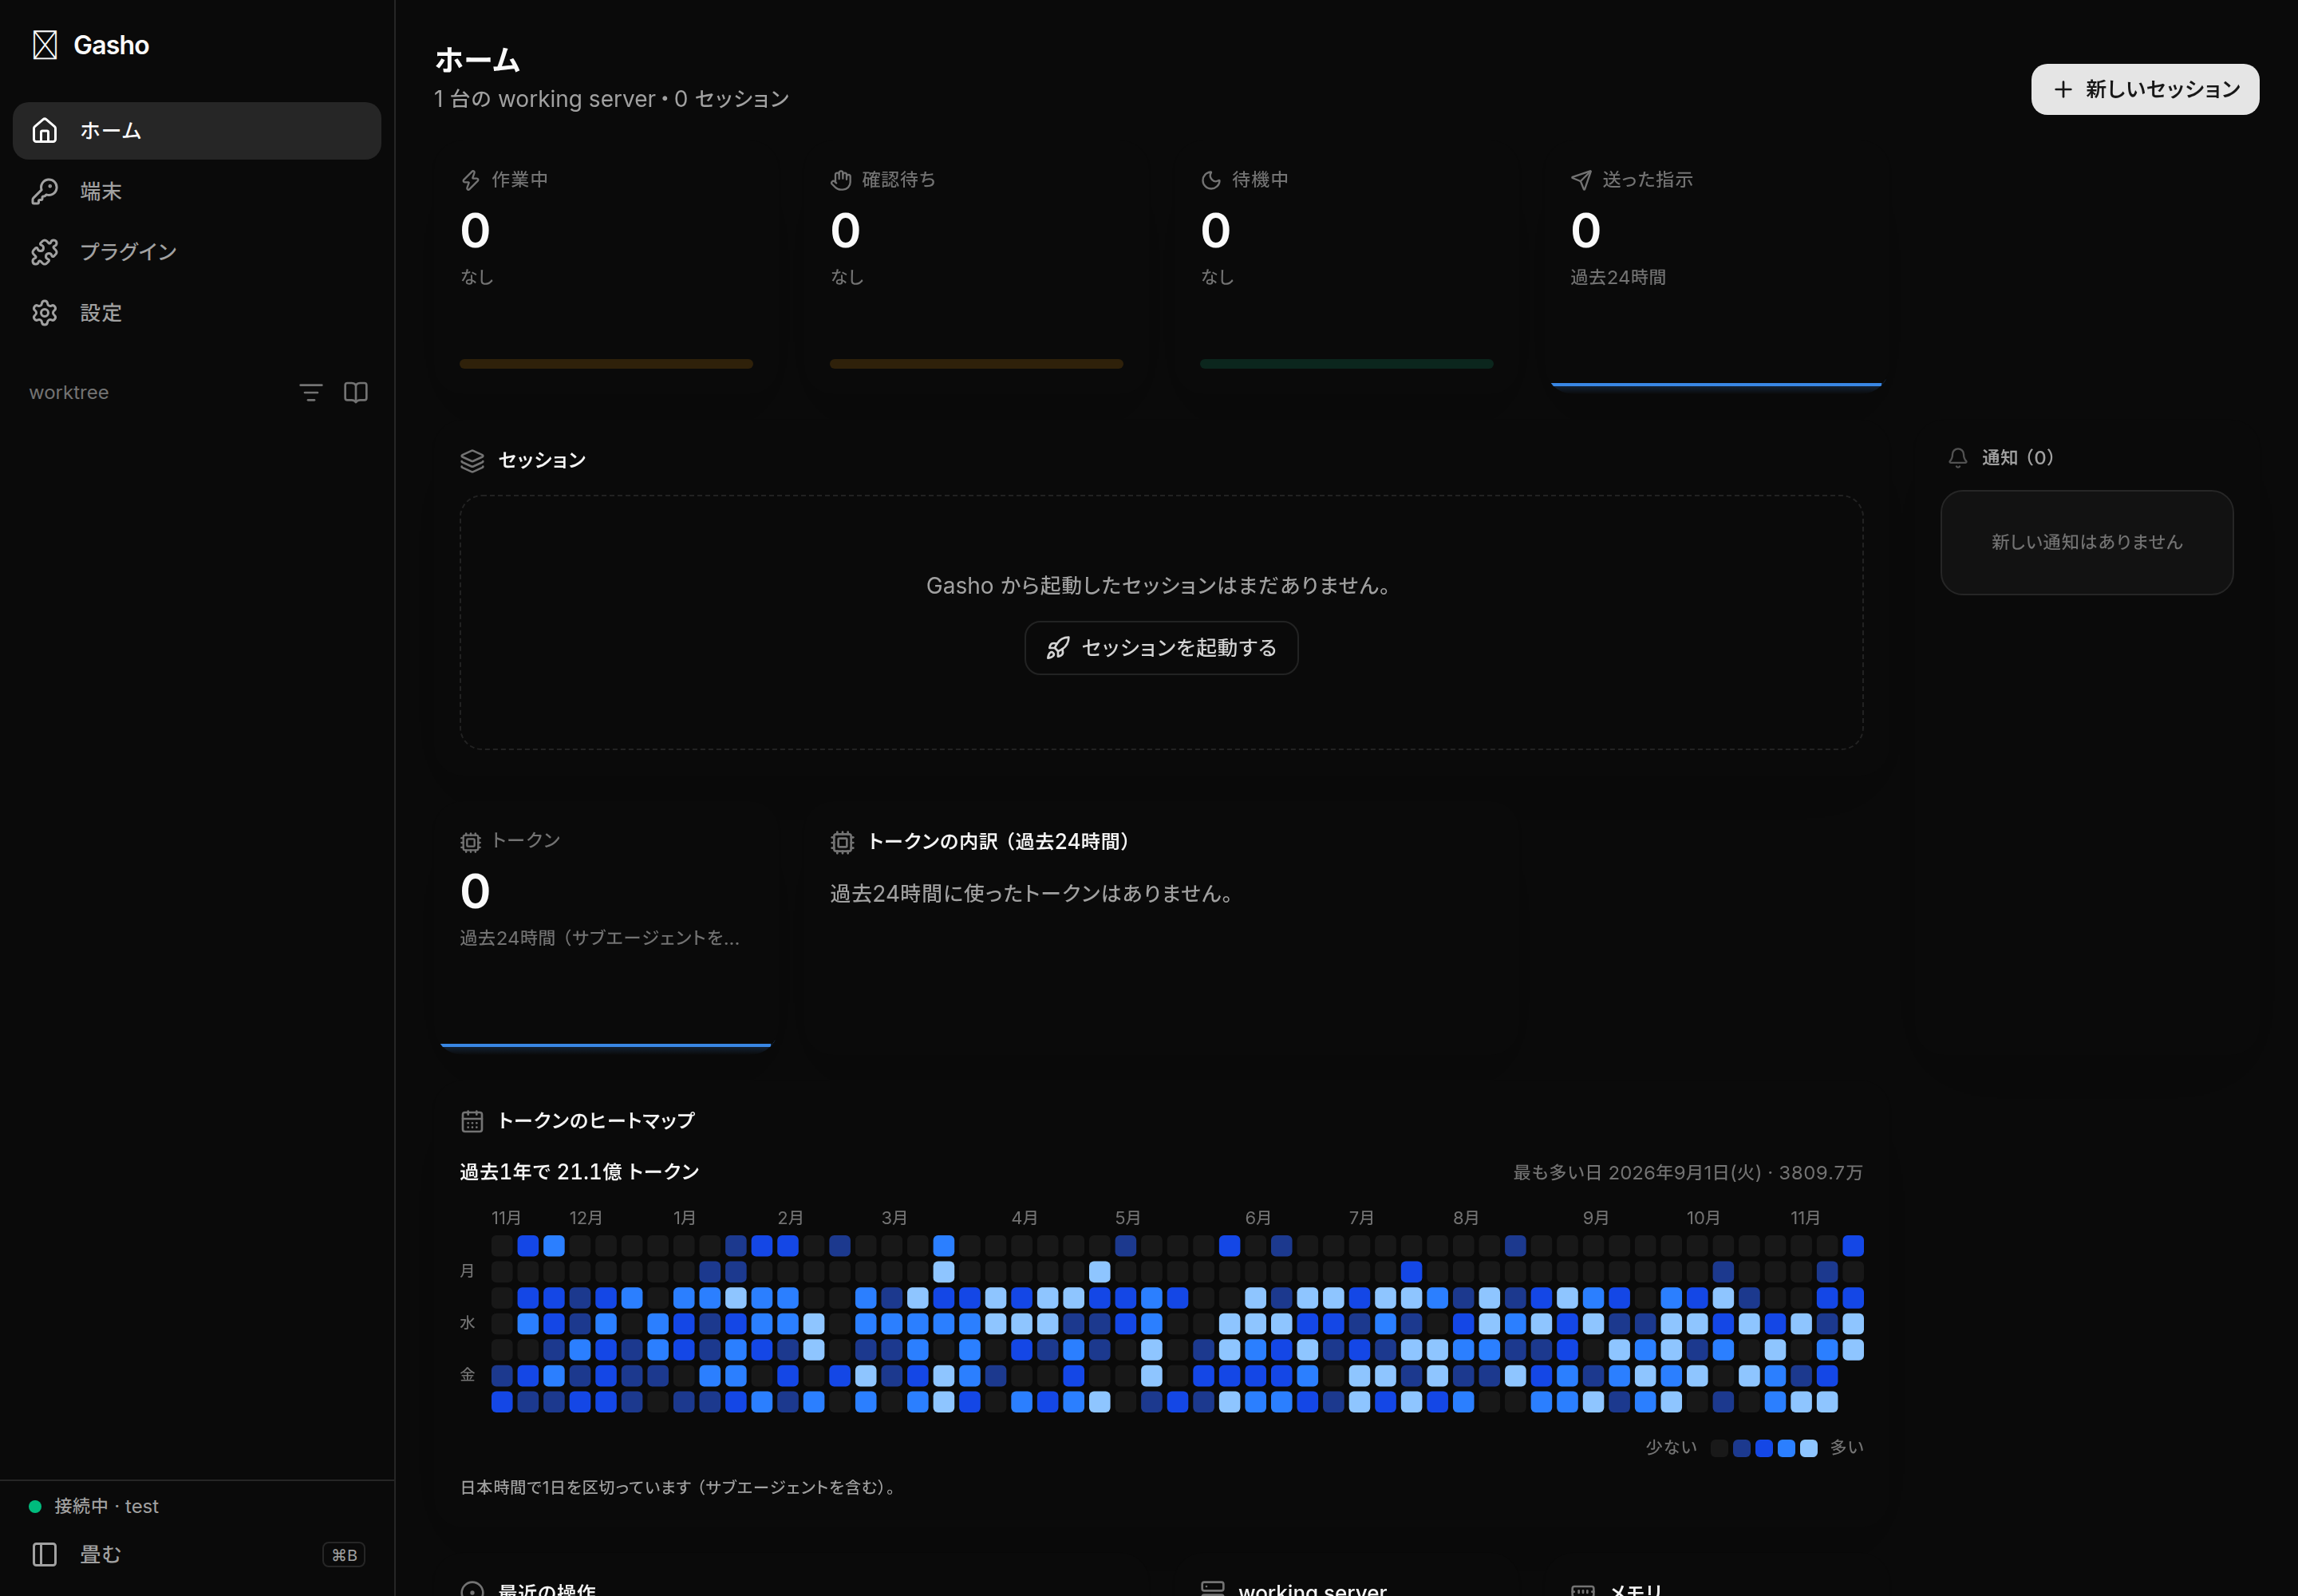 Gasho
ホーム
端末
プラグイン
設定
worktree
接続中 · test
畳む
⌘B
ホーム
1 台の working server • 0 セッション
新しいセッション
作業中
0
なし
確認待ち
0
なし
待機中
0
なし
送った指示
0
過去24時間
セッション
Gasho から起動したセッションはまだありません。
セッションを起動する
通知（0）
新しい通知はありません
トークン
0
過去24時間（サブエージェントを...
トークンの内訳（過去24時間）
過去24時間に使ったトークンはありません。
トークンのヒートマップ
過去1年で 21.1億 トークン
最も多い日 2026年9月1日(火) · 3809.7万
11月 12月 1月 2月 3月 4月 5月 6月 7月 8月 9月 10月 11月
月
水
金
少ない 多い
日本時間で1日を区切っています（サブエージェントを含む）。
最近の操作
working server
メモリ